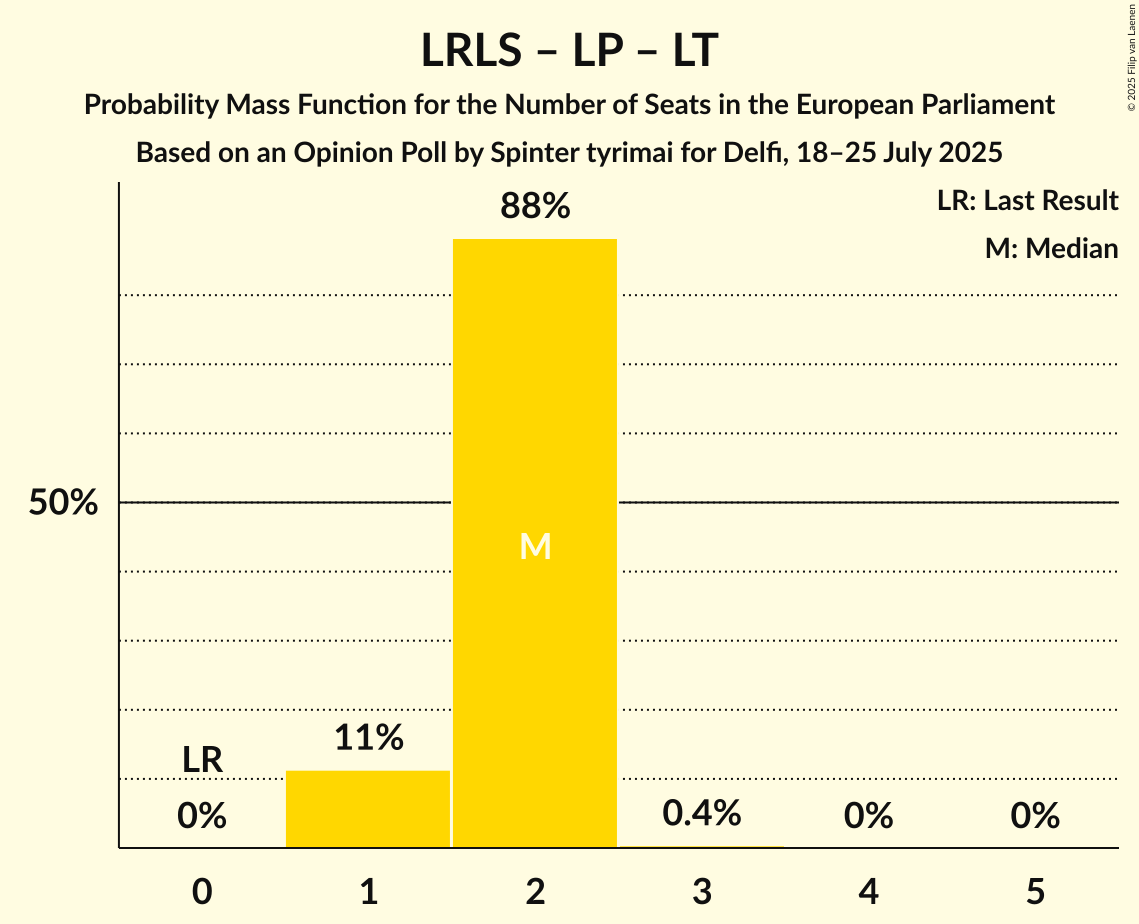 LRLS – LP – LT
Probability Mass Function for the Number of Seats in the European Parliament
Based on an Opinion Poll by Spinter tyrimai for Delfi, 18–25 July 2025
© 2025 Filip van Laenen
LR: Last Result
M: Median
88%
50%
M
11%
LR
0%
0.4%
0%
0%
0 1 2 3 4 5